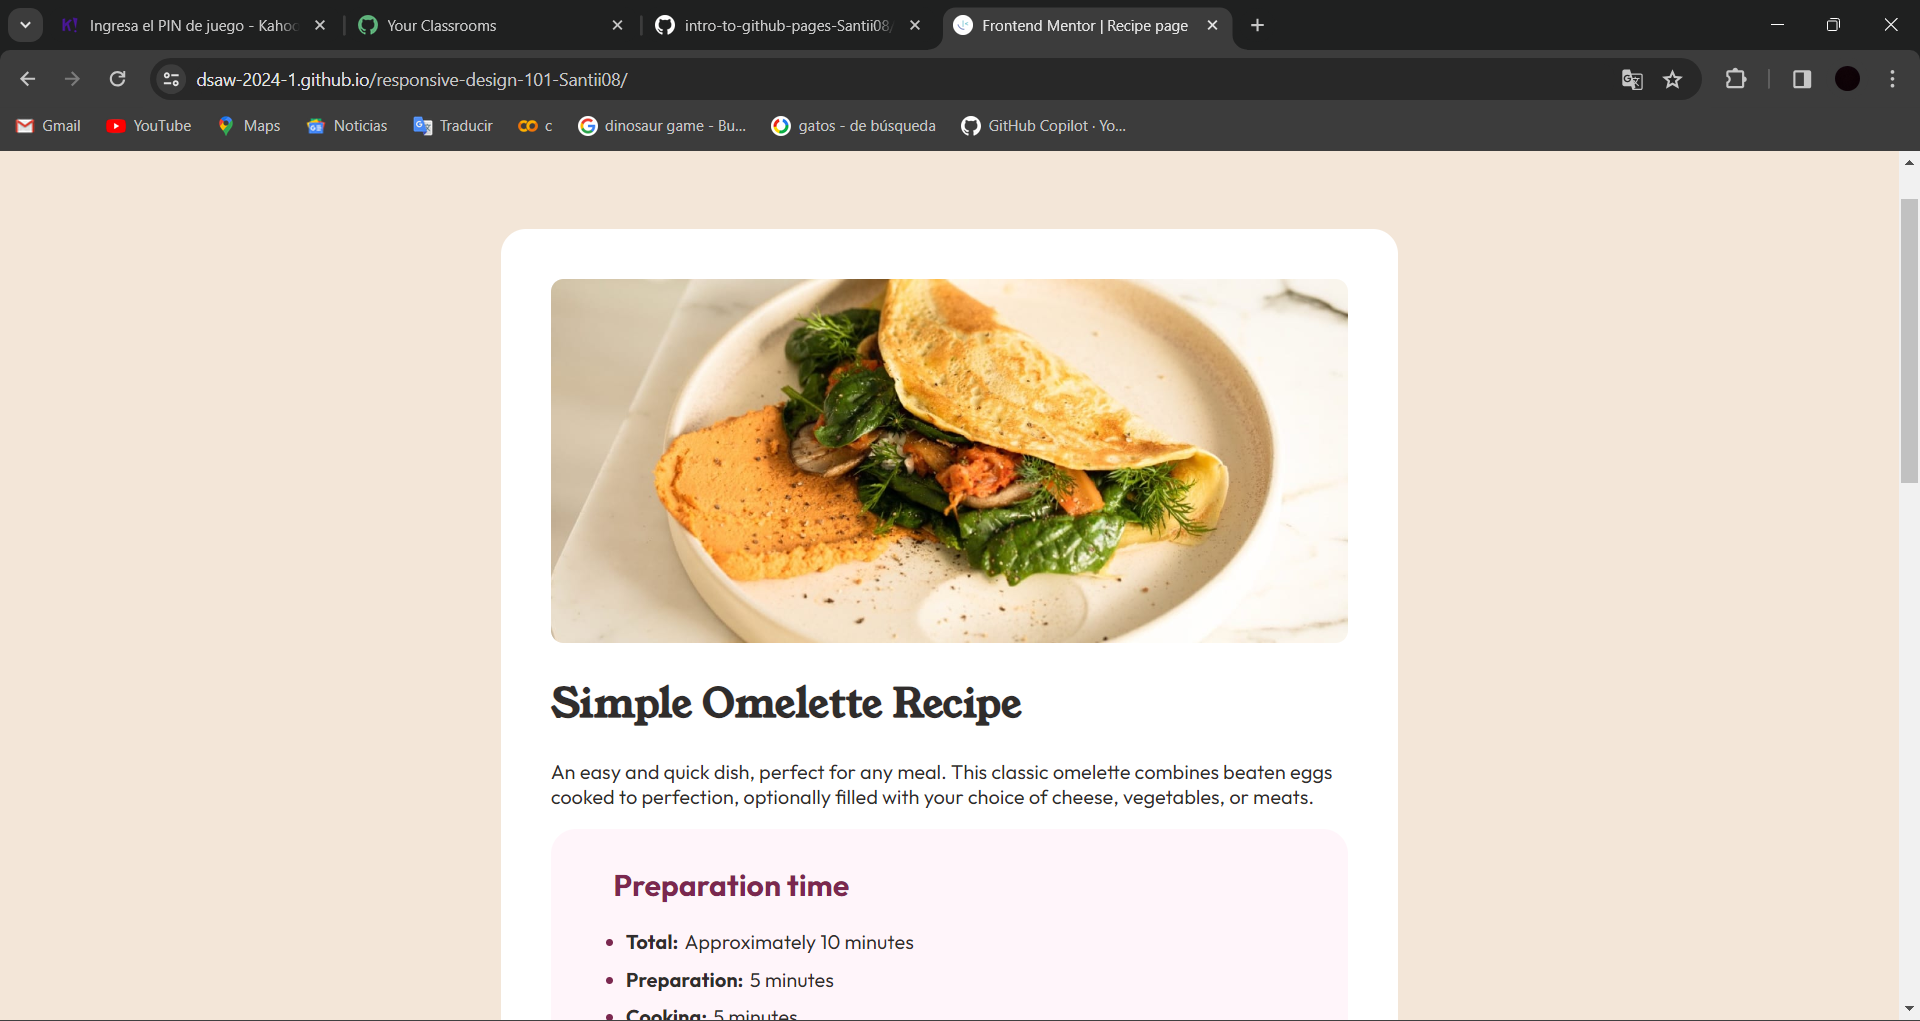 K! Ingresa el PIN de juego - Kahoo
Your Classrooms
intro-to-github-pages-Santii08/
Frontend Mentor | Recipe page
dsaw-2024-1.github.io/responsive-design-101-Santii08/
Gmail
YouTube
Maps
Noticias
Traducir
c
dinosaur game - Bu...
gatos - de búsqueda
GitHub Copilot · Yo...
Simple Omelette Recipe
An easy and quick dish, perfect for any meal. This classic omelette combines beaten eggs
cooked to perfection, optionally filled with your choice of cheese, vegetables, or meats.
Preparation time
Total: Approximately 10 minutes
Preparation: 5 minutes
Cooking: 5 minutes